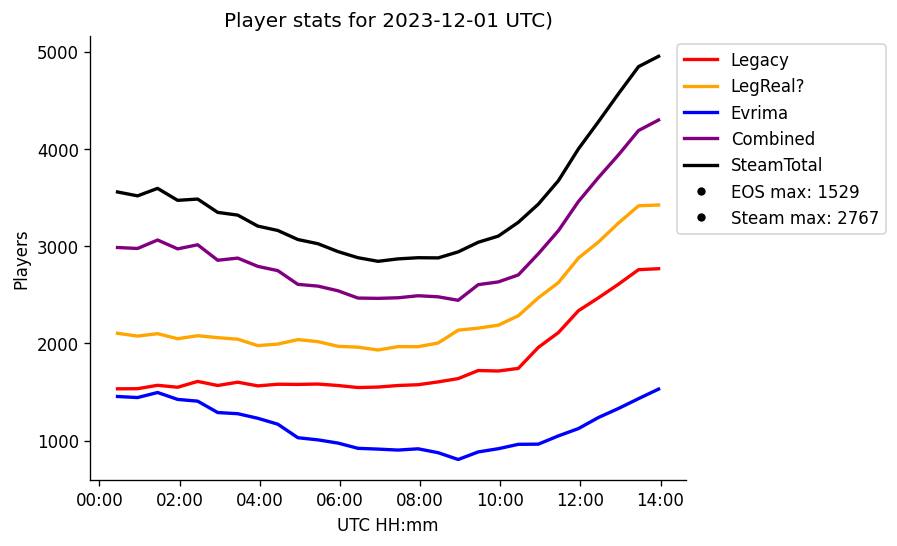 Player stats for 2023-12-01 UTC)
Players
5000
4000
3000
2000
1000
00:00 02:00 04:00 06:00 08:00 10:00 12:00 14:00
UTC HH:mm
Legacy
LegReal?
Evrima
Combined
SteamTotal
EOS max: 1529
Steam max: 2767